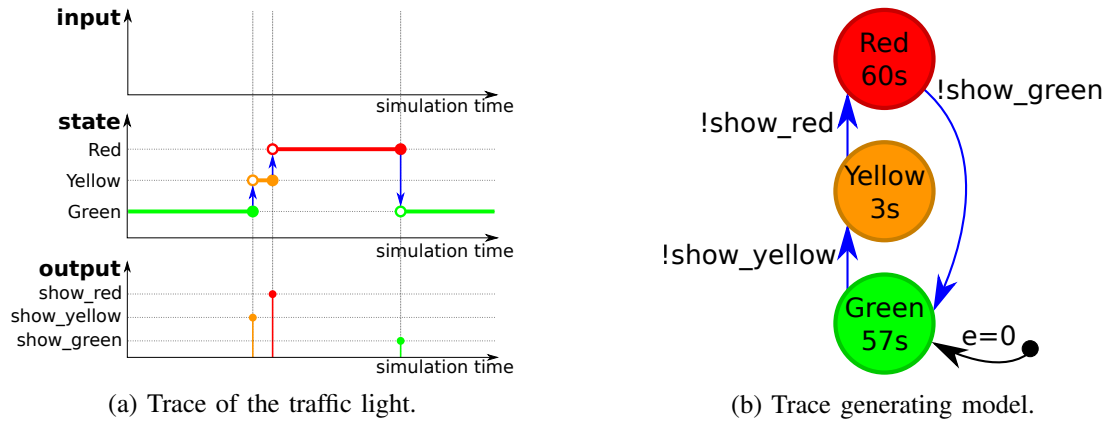 input
simulation time
state
Red
Yellow
Green
simulation time
output
show_red
show_yellow
show_green
simulation time
(a) Trace of the traffic light.
Red
60s
!show_green
!show_red
Yellow
3s
!show_yellow
Green
57s
e=0
(b) Trace generating model.